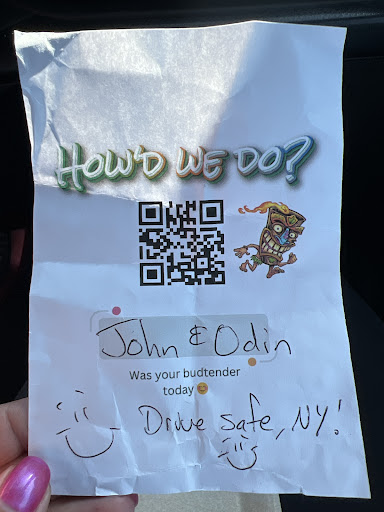 HOW'D WE DO?
John & Odin
Was your budtender
today 😊
Drive safe, NY!